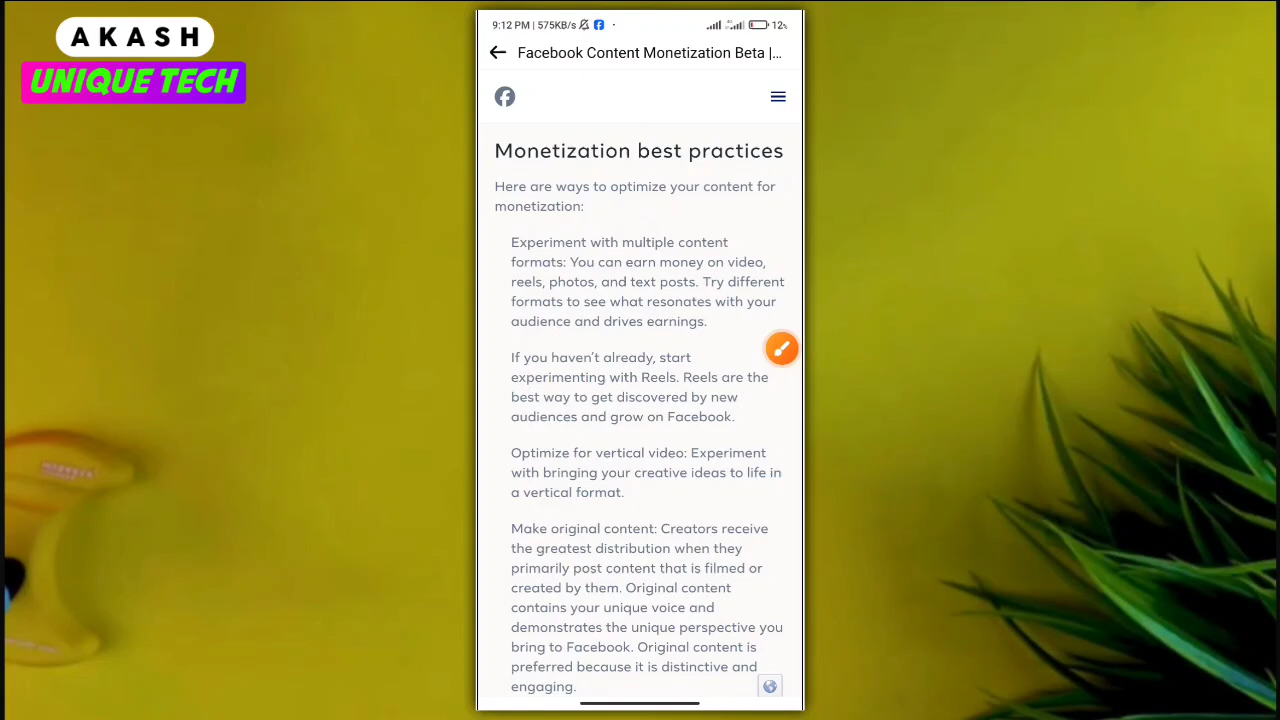 AKASH
UNIQUE TECH
9:12 PM | 575KB/s
4G
12%
Facebook Content Monetization Beta |...
Monetization best practices
Here are ways to optimize your content for
monetization:
Experiment with multiple content
formats: You can earn money on video,
reels, photos, and text posts. Try different
formats to see what resonates with your
audience and drives earnings.
If you haven’t already, start
experimenting with Reels. Reels are the
best way to get discovered by new
audiences and grow on Facebook.
Optimize for vertical video: Experiment
with bringing your creative ideas to life in
a vertical format.
Make original content: Creators receive
the greatest distribution when they
primarily post content that is filmed or
created by them. Original content
contains your unique voice and
demonstrates the unique perspective you
bring to Facebook. Original content is
preferred because it is distinctive and
engaging.